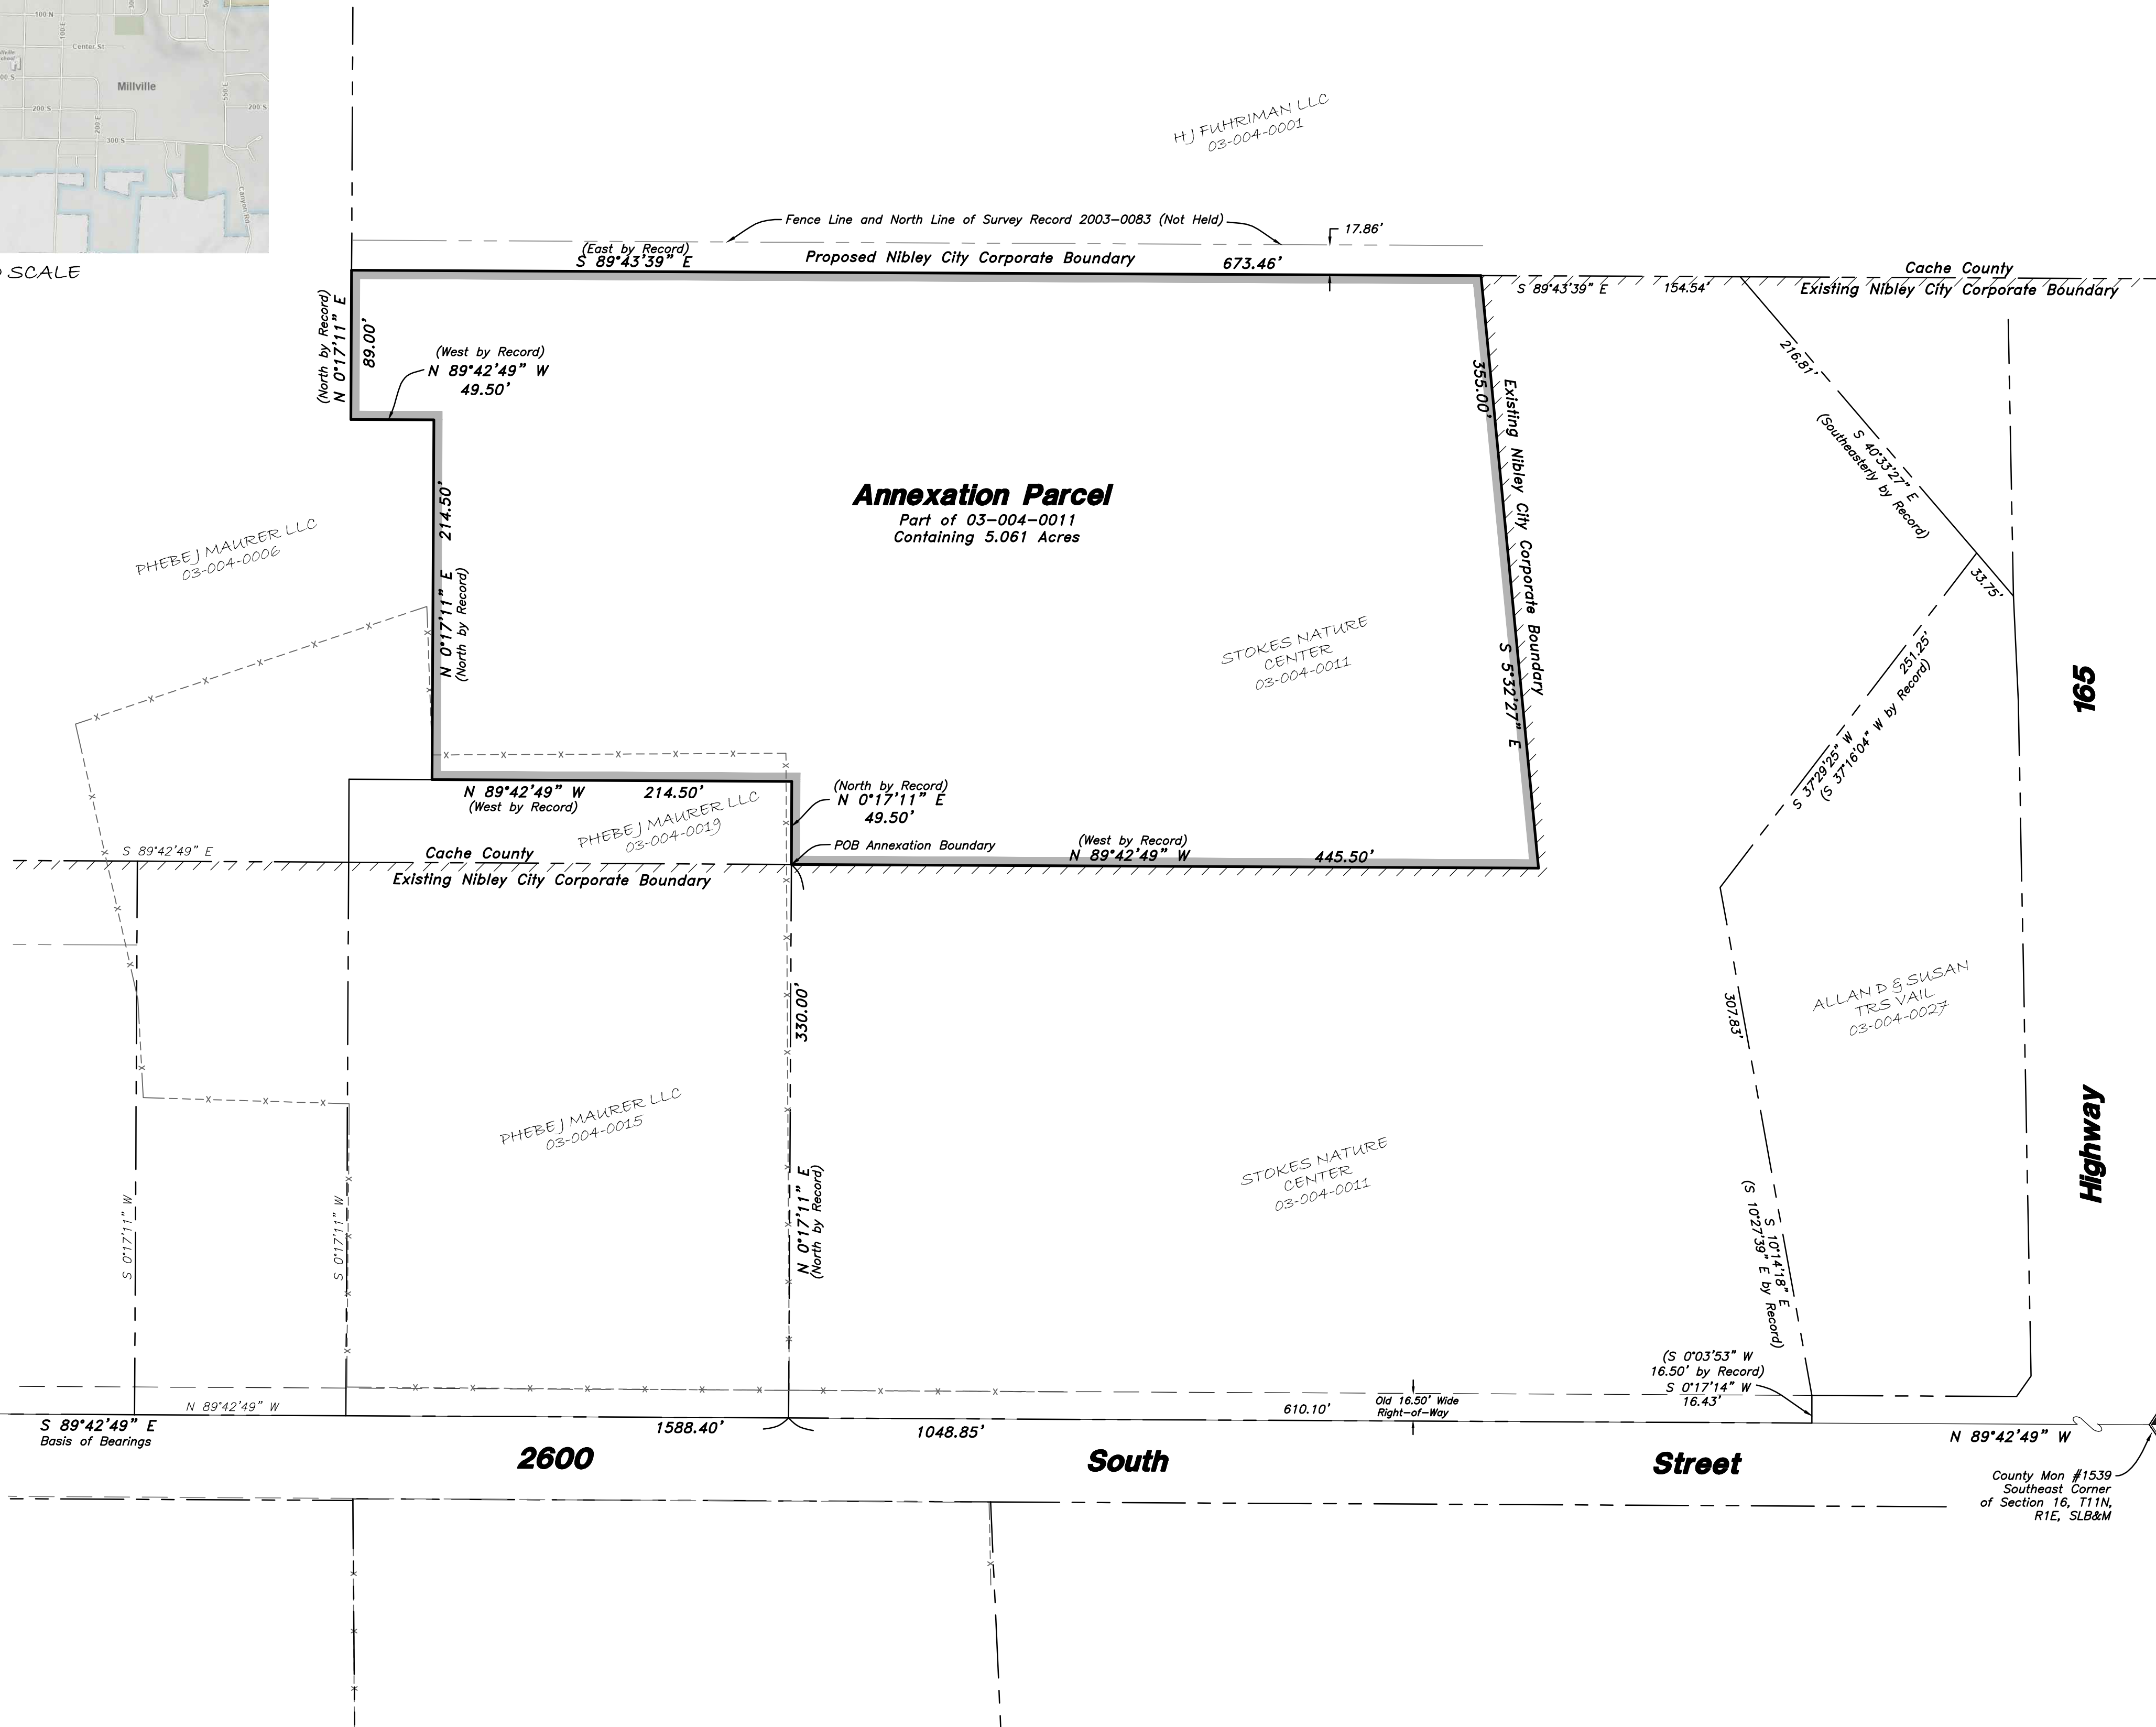 100 N
100 E
Center St
Millville
200 S
200 S
200 E
550 E
300 S
Canyon Rd
SCALE
HJ FUHRIMAN LLC
03-004-0001
Fence Line and North Line of Survey Record 2003-0083 (Not Held)
17.86'
(East by Record)
S 89°43'39" E
Proposed Nibley City Corporate Boundary
673.46'
S 89°43'39" E
154.54'
Cache County
Existing Nibley City Corporate Boundary
(North by Record)
N 0°17'11" E
89.00'
(West by Record)
N 89°42'49" W
49.50'
355.00'
Existing Nibley City Corporate Boundary
S 5°32'27" E
216.81'
S 40°33'27" E
(Southeasterly by Record)
33.75'
214.50'
N 0°17'11" E
(North by Record)
Annexation Parcel
Part of 03-004-0011
Containing 5.061 Acres
PHEBE J MAURER LLC
03-004-0006
STOKES NATURE
CENTER
03-004-0011
251.25'
S 37°29'25" W
(S 37°16'04" W by Record)
165
N 89°42'49" W
214.50'
(West by Record)
PHEBE J MAURER LLC
03-004-0019
(North by Record)
N 0°17'11" E
49.50'
POB Annexation Boundary
(West by Record)
N 89°42'49" W
445.50'
S 89°42'49" E
Cache County
Existing Nibley City Corporate Boundary
330.00'
N 0°17'11" E
(North by Record)
307.83'
S 10°14'18" E
(S 10°27'39" E by Record)
ALLAN D & SUSAN
TRS VAIL
03-004-0027
PHEBE J MAURER LLC
03-004-0015
STOKES NATURE
CENTER
03-004-0011
Highway
S 0°17'11" W
S 0°17'11" W
(S 0°03'53" W
16.50' by Record)
S 0°17'14" W
16.43'
N 89°42'49" W
S 89°42'49" E
Basis of Bearings
1588.40'
1048.85'
610.10'
Old 16.50' Wide
Right-of-Way
N 89°42'49" W
2600 South Street
County Mon #1539
Southeast Corner
of Section 16, T11N,
R1E, SLB&M